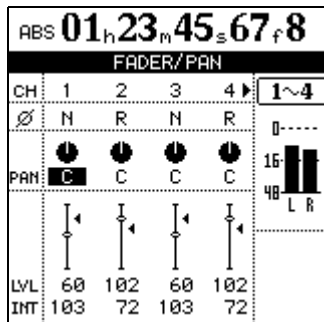 ABS 01h23m45s67f8
FADER/PAN
CH 1 2 3 4 1~4
Ø N R N R
0-----
16-
PAN C C C C
48-
L R
LVL 60 102 60 102
INT 103 72 103 72